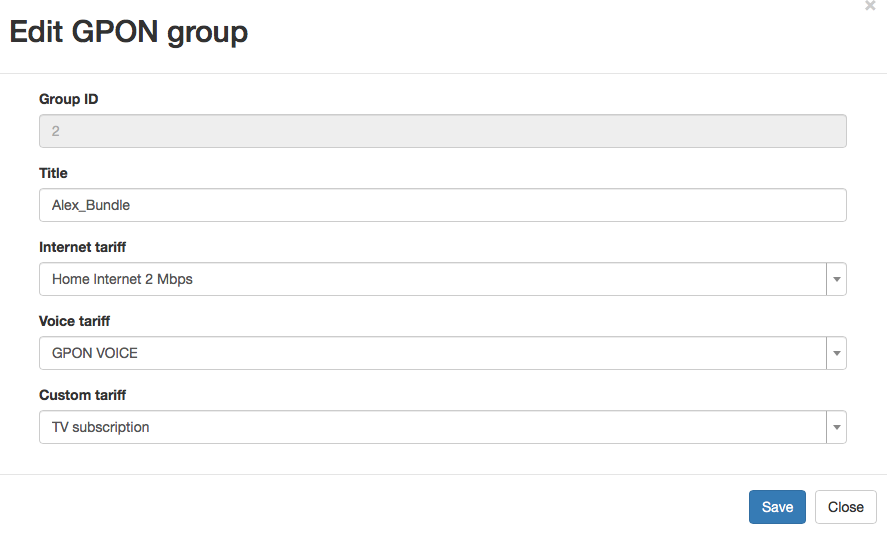 Edit GPON group
Group ID
2
Title
Alex_Bundle
Internet tariff
Home Internet 2 Mbps
Voice tariff
GPON VOICE
Custom tariff
TV subscription
Save Close